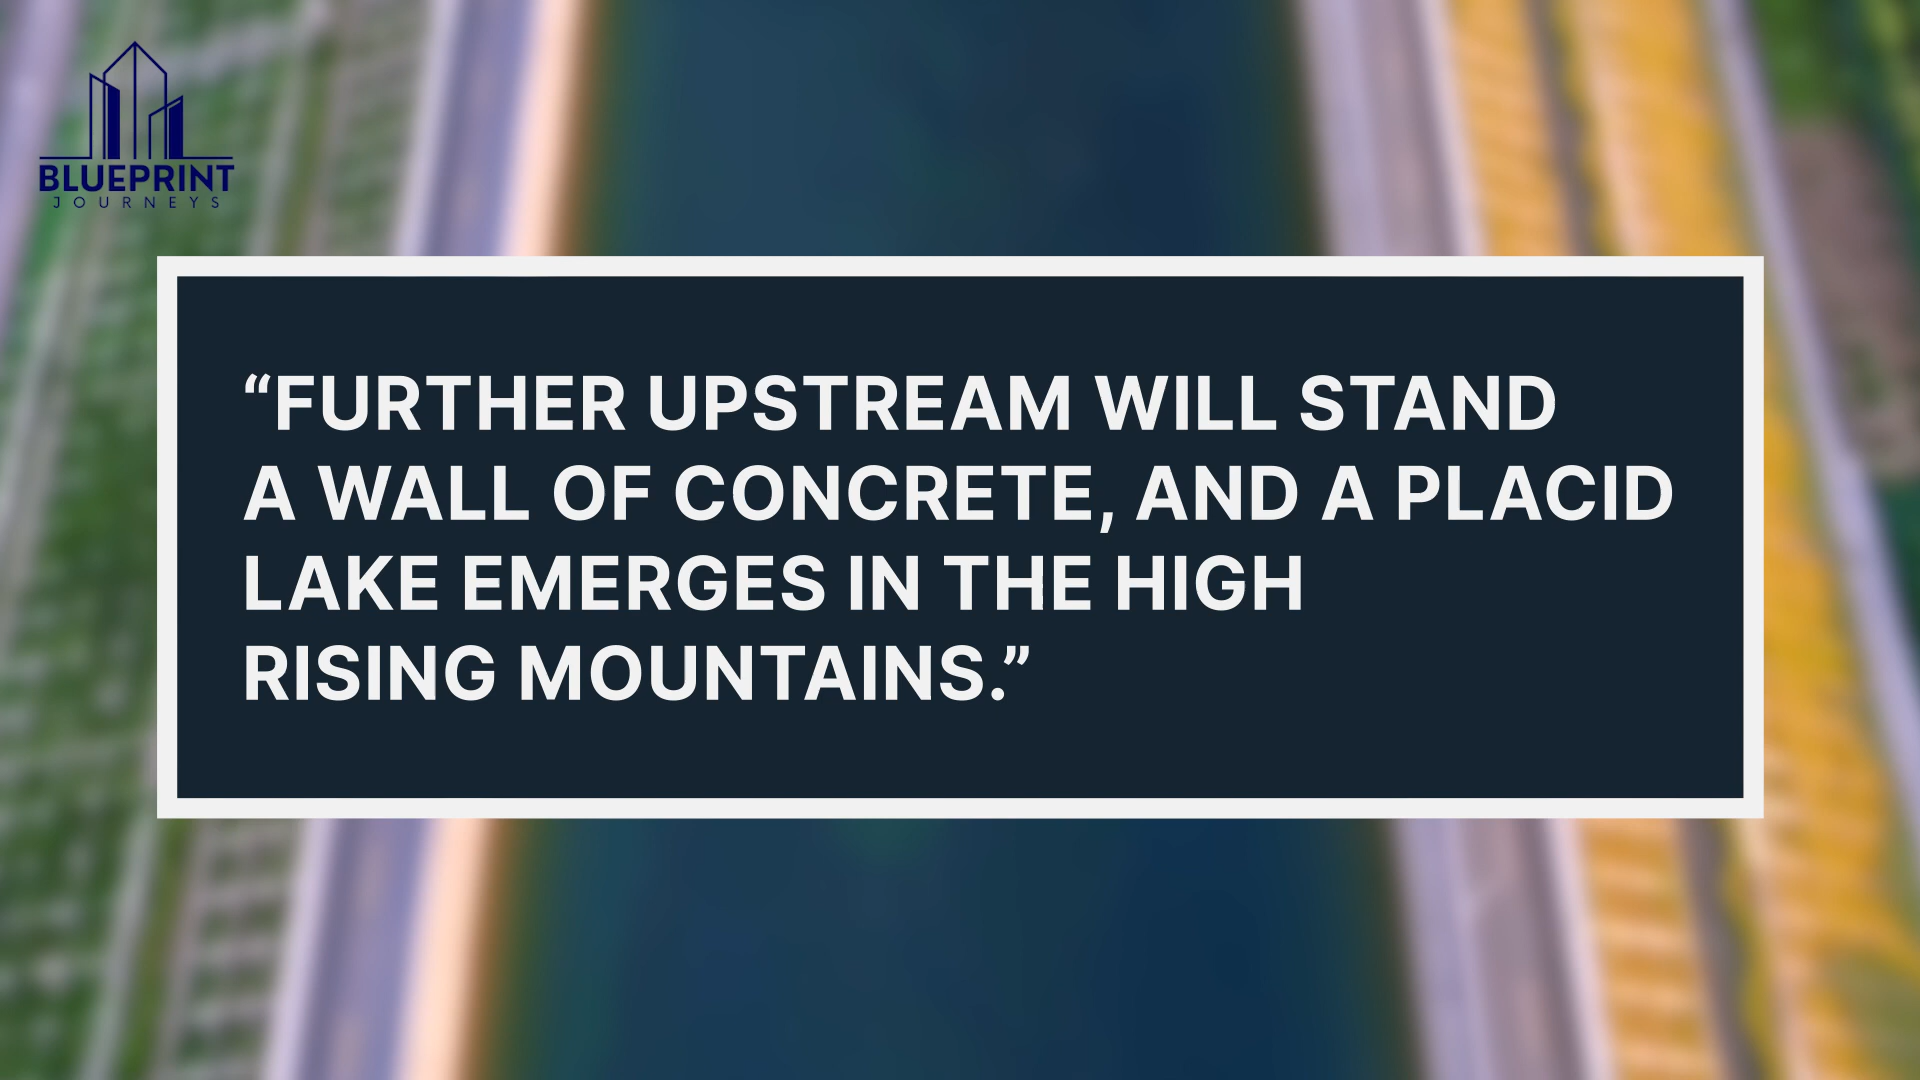 BLUEPRINT
JOURNEYS
“FURTHER UPSTREAM WILL STAND
A WALL OF CONCRETE, AND A PLACID
LAKE EMERGES IN THE HIGH
RISING MOUNTAINS.”